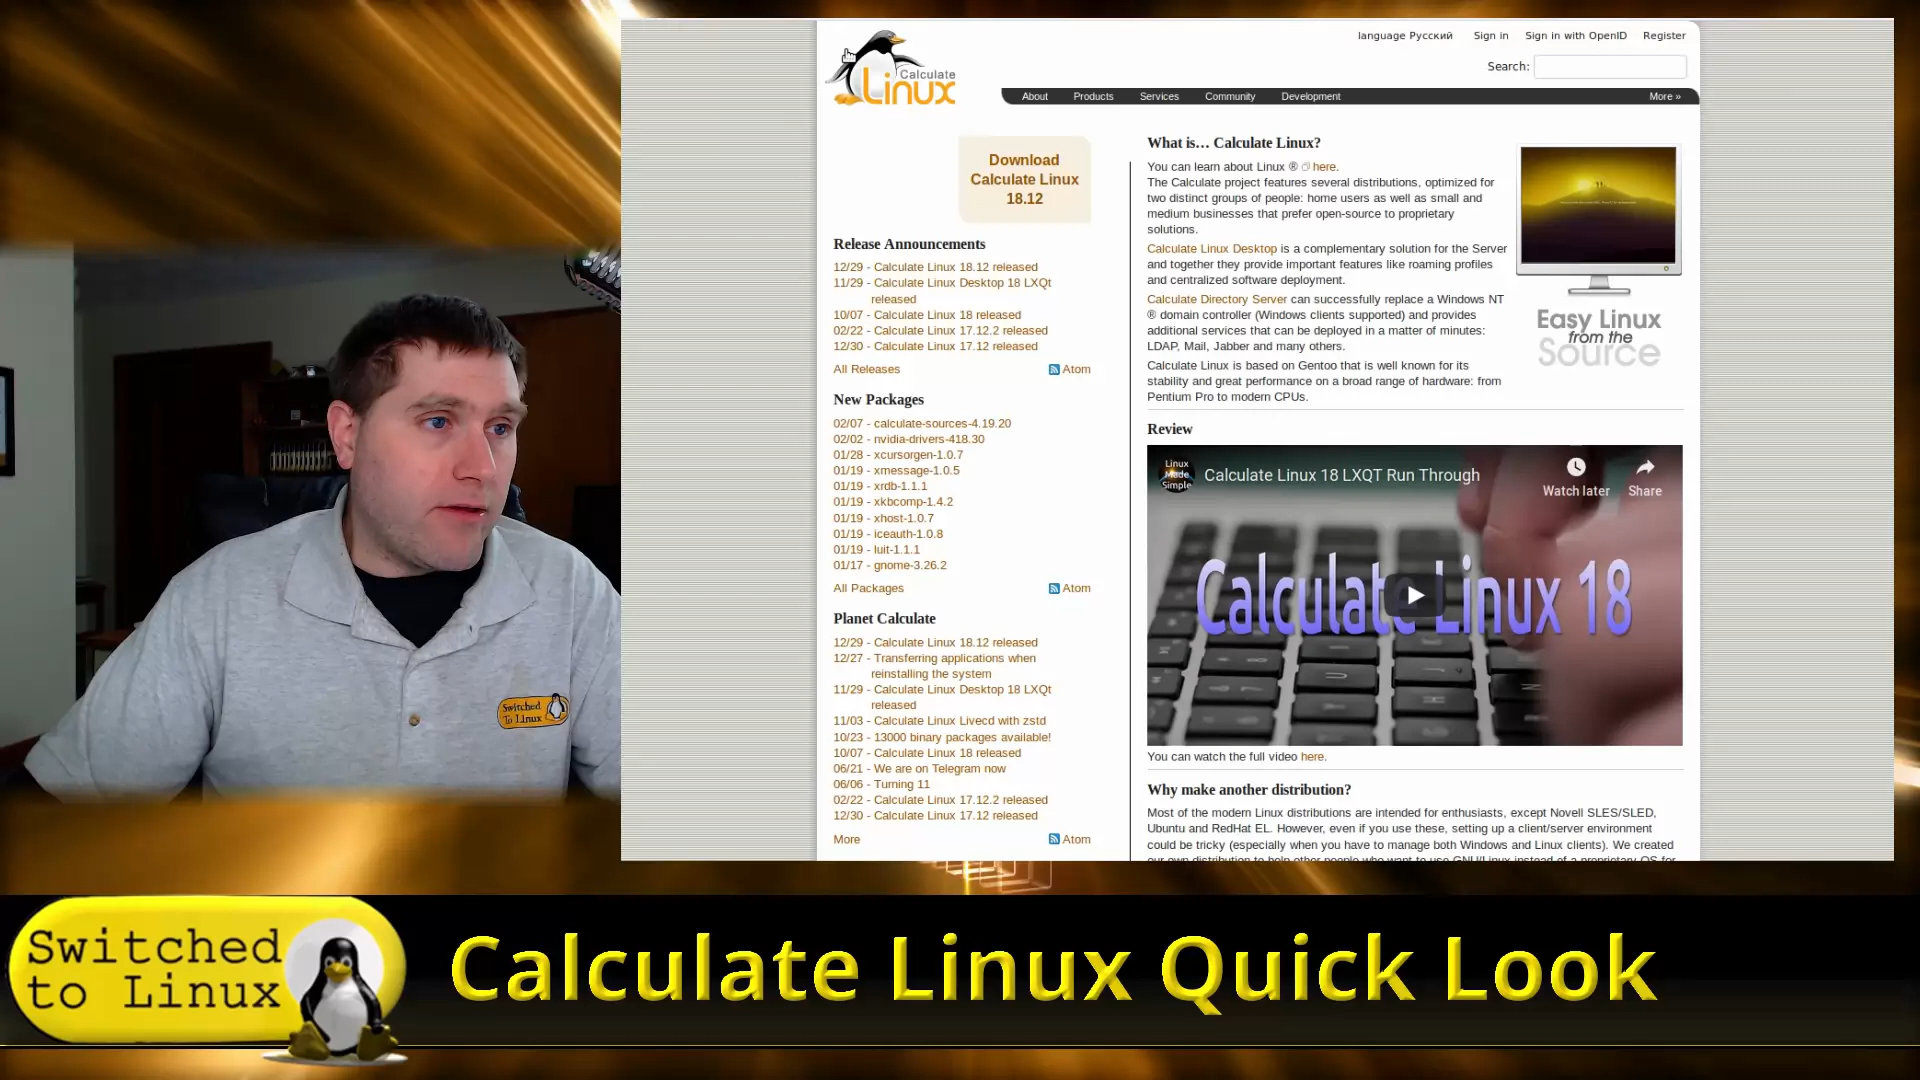 Calculate
Linux
language Русский Sign in Sign in with OpenID Register
Search:
About Products Services Community Development More »
Download
Calculate Linux
18.12
Release Announcements
12/29 - Calculate Linux 18.12 released
11/29 - Calculate Linux Desktop 18 LXQt
released
10/07 - Calculate Linux 18 released
02/22 - Calculate Linux 17.12.2 released
12/30 - Calculate Linux 17.12 released
All Releases Atom
New Packages
02/07 - calculate-sources-4.19.20
02/02 - nvidia-drivers-418.30
01/28 - xcursorgen-1.0.7
01/19 - xmessage-1.0.5
01/19 - xrdb-1.1.1
01/19 - xkbcomp-1.4.2
01/19 - xhost-1.0.7
01/19 - iceauth-1.0.8
01/19 - luit-1.1.1
01/17 - gnome-3.26.2
All Packages Atom
Planet Calculate
12/29 - Calculate Linux 18.12 released
12/27 - Transferring applications when
reinstalling the system
11/29 - Calculate Linux Desktop 18 LXQt
released
11/03 - Calculate Linux Livecd with zstd
10/23 - 13000 binary packages available!
10/07 - Calculate Linux 18 released
06/21 - We are on Telegram now
06/06 - Turning 11
02/22 - Calculate Linux 17.12.2 released
12/30 - Calculate Linux 17.12 released
More Atom
What is… Calculate Linux?
You can learn about Linux ® here.
The Calculate project features several distributions, optimized for
two distinct groups of people: home users as well as small and
medium businesses that prefer open-source to proprietary
solutions.
Calculate Linux Desktop is a complementary solution for the Server
and together they provide important features like roaming profiles
and centralized software deployment.
Calculate Directory Server can successfully replace a Windows NT
® domain controller (Windows clients supported) and provides
additional services that can be deployed in a matter of minutes:
LDAP, Mail, Jabber and many others.
Calculate Linux is based on Gentoo that is well known for its
stability and great performance on a broad range of hardware: from
Pentium Pro to modern CPUs.
Easy Linux
from the
Source
Review
Linux
Made
Simple
Calculate Linux 18 LXQT Run Through
Watch later Share
Calculate Linux 18
You can watch the full video here.
Why make another distribution?
Most of the modern Linux distributions are intended for enthusiasts, except Novell SLES/SLED,
Ubuntu and RedHat EL. However, even if you use these, setting up a client/server environment
could be tricky (especially when you have to manage both Windows and Linux clients). We created
our own distribution to help other people who want to use GNU/Linux instead of a proprietary OS for
Switched
To Linux
Switched
to Linux
Calculate Linux Quick Look